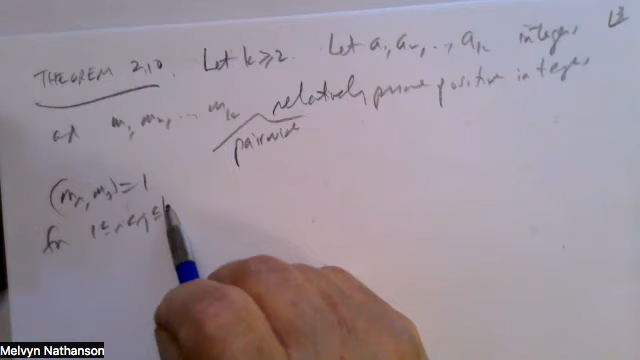 THEOREM 2.10. Let k ≥ 2. Let a₁, a₂, ..., aₖ integers
and m₁, m₂, ... mₖ relatively prime positive integers
pairwise
(mᵢ, mⱼ) = 1
for 1 ≤ i < j ≤ k
13
Melvyn Nathanson